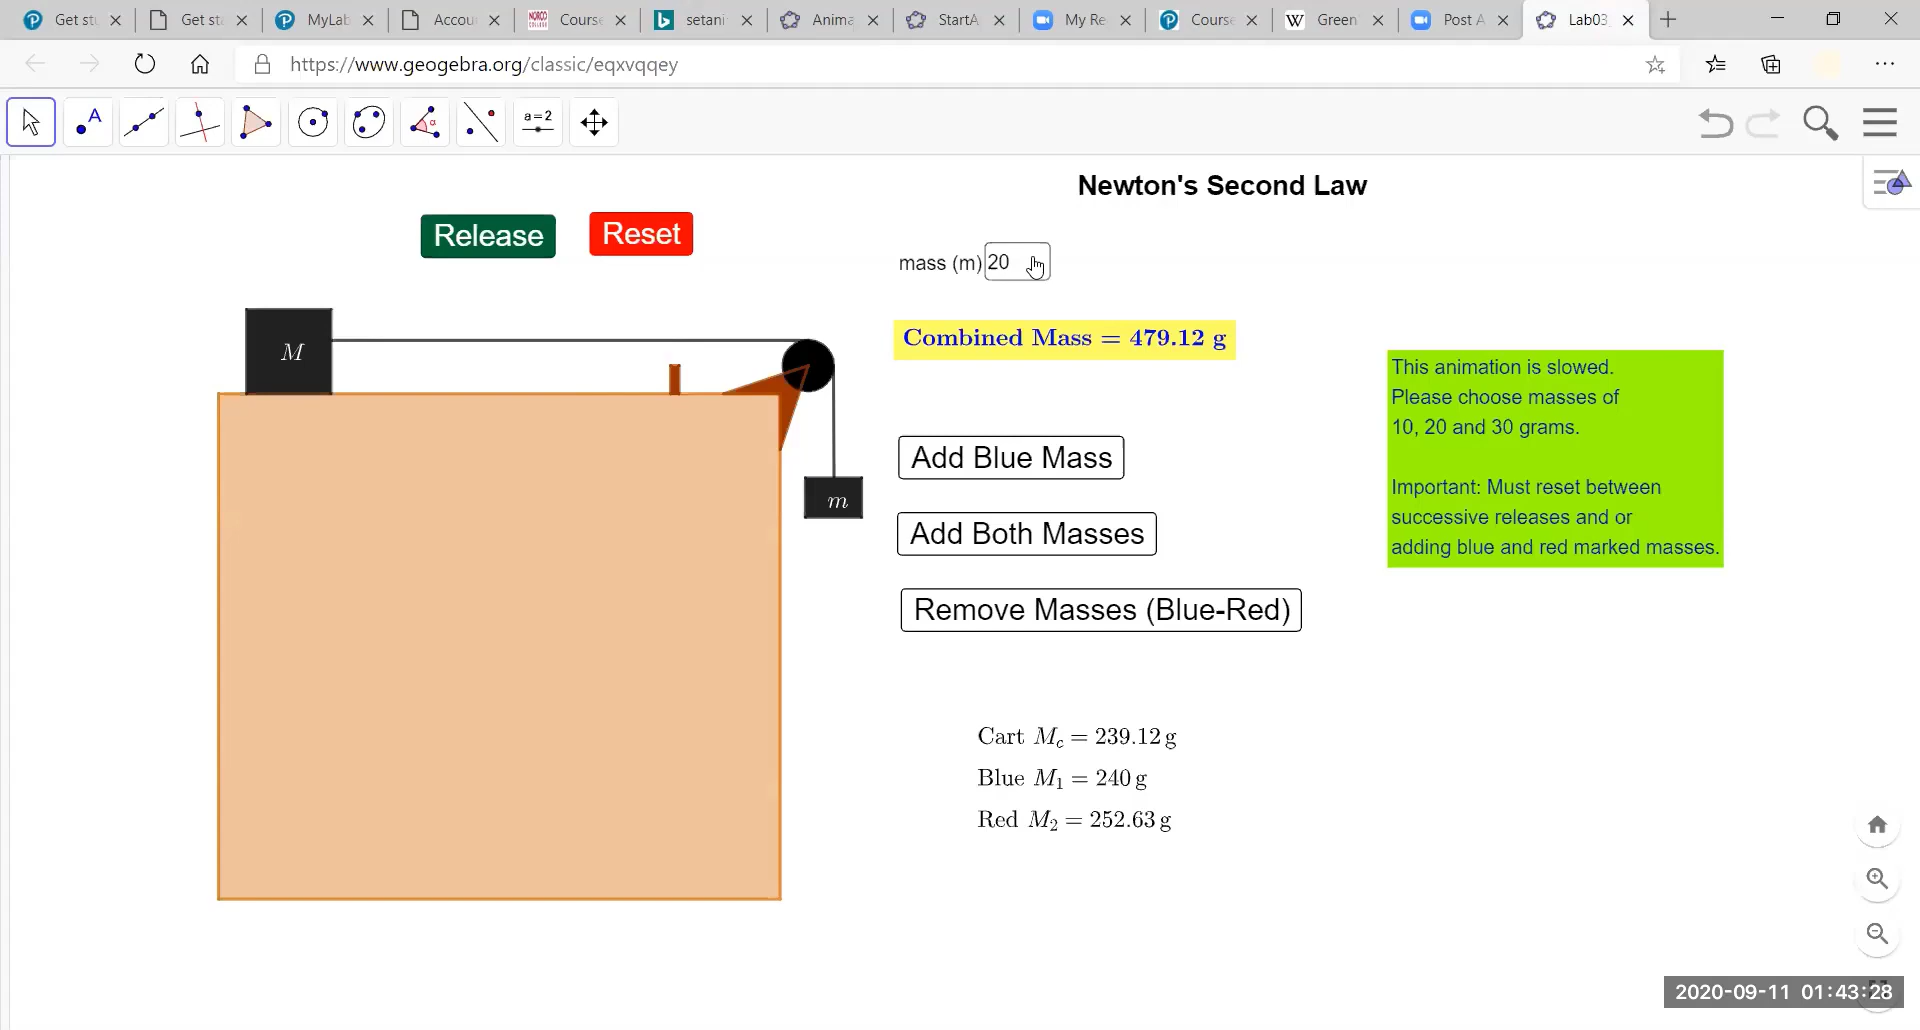 Get stu
Get sta
MyLab
Accou
NORCO COLLEGE
Course
setani
Anima
StartA
My Re
Course
W Green
Post A
Lab03
https://www.geogebra.org/classic/eqxvqqey
A
α
a=2
Newton's Second Law
Release
Reset
mass (m) 20
M
Combined Mass = 479.12 g
This animation is slowed.
Please choose masses of
10, 20 and 30 grams.
Important: Must reset between
successive releases and or
adding blue and red marked masses.
Add Blue Mass
m
Add Both Masses
Remove Masses (Blue-Red)
Cart M_c = 239.12 g
Blue M_1 = 240 g
Red M_2 = 252.63 g
2020-09-11 01:43:28